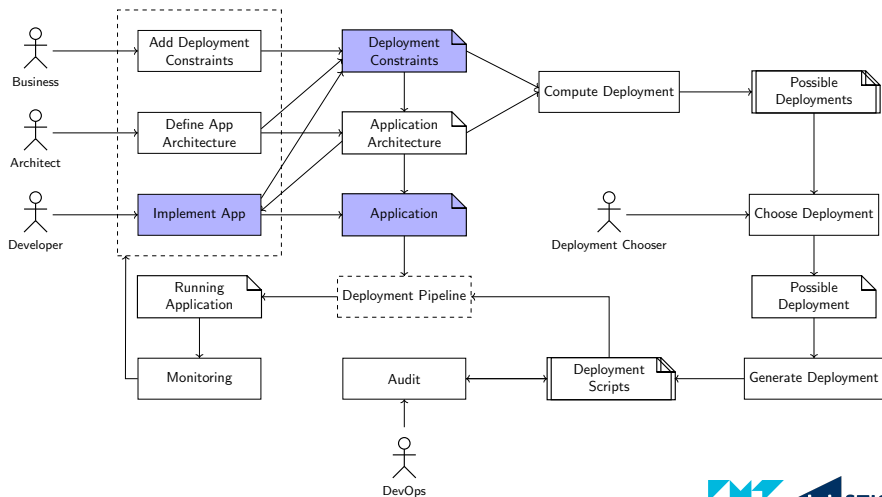 Add Deployment
Constraints
Deployment
Constraints
Business
Compute Deployment
Possible
Deployments
Define App
Architecture
Application
Architecture
Architect
Implement App
Application
Choose Deployment
Developer
Deployment Chooser
Running
Application
Deployment Pipeline
Possible
Deployment
Monitoring
Audit
Deployment
Scripts
Generate Deployment
DevOps